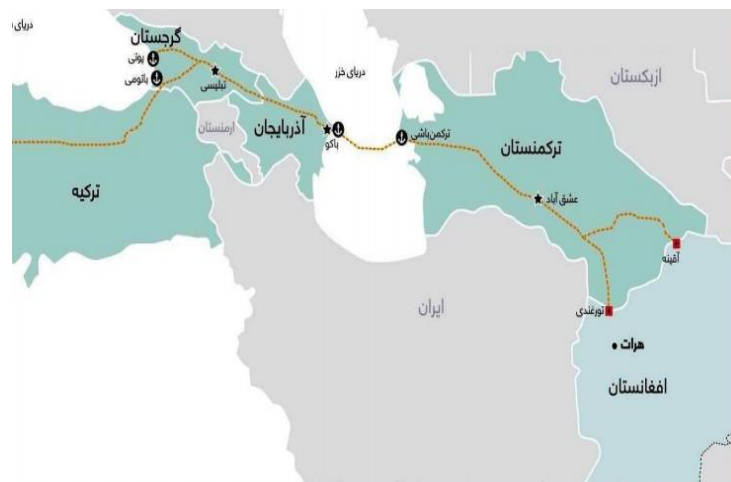 دریای
گرجستان
پوتی
باتومی
تبلیسی
دریای خزر
ازبکستان
ارمنستان
آذربایجان
باکو
ترکمن‌باشی
ترکمنستان
ترکیه
عشق آباد
آقینه
ایران
تورغندی
هرات
افغانستان